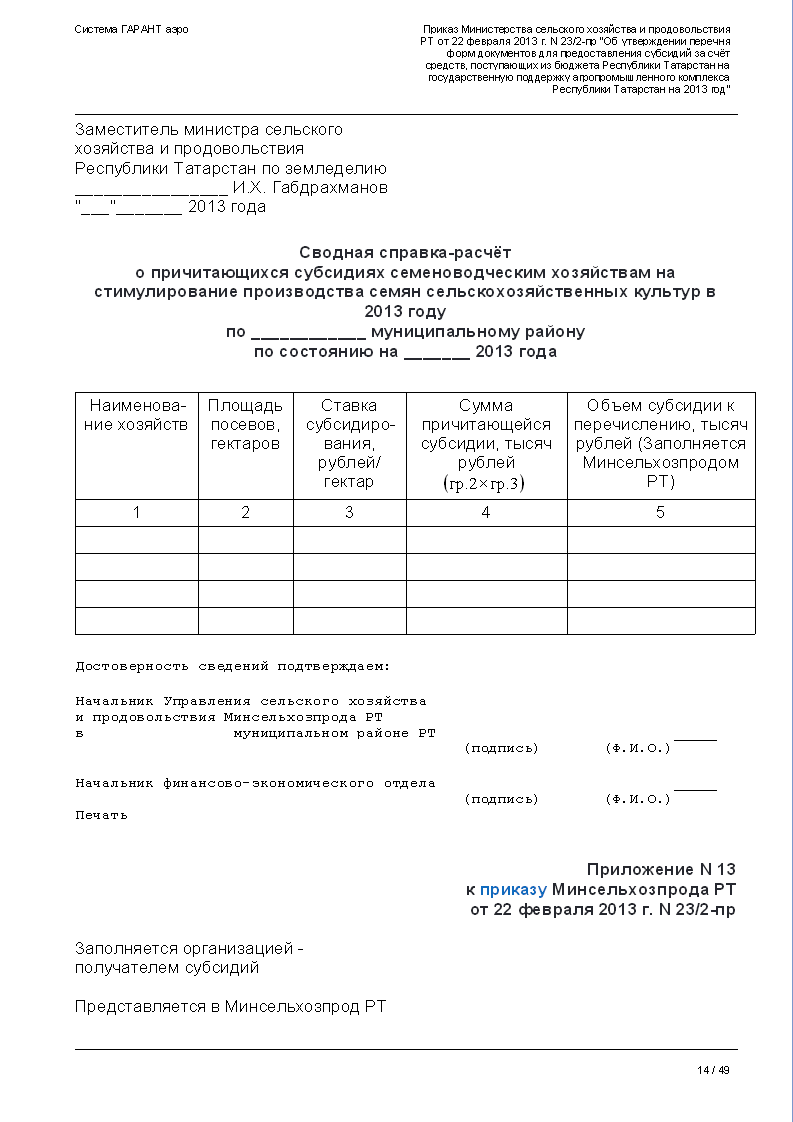 Система ГАРАНТ аэро
Приказ Министерства сельского хозяйства и продовольствия
РТ от 22 февраля 2013 г. N 23/2-пр "Об утверждении перечня
форм документов для предоставления субсидий за счёт
средств, поступающих из бюджета Республики Татарстан на
государственную поддержку агропромышленного комплекса
Республики Татарстан на 2013 год"
Заместитель министра сельского
хозяйства и продовольствия
Республики Татарстан по земледелию
________________ И.Х. Габдрахманов
"___"_______ 2013 года
Сводная справка-расчёт
о причитающихся субсидиях семеноводческим хозяйствам на
стимулирование производства семян сельскохозяйственных культур в
2013 году
по ____________ муниципальному району
по состоянию на _______ 2013 года
Наименова-
ние хозяйств
Площадь
посевов,
гектаров
Ставка
субсидиро-
вания,
рублей/
гектар
Сумма
причитающейся
субсидии, тысяч
рублей
(гр.2×гр.3)
Объем субсидии к
перечислению, тысяч
рублей (Заполняется
Минсельхозпродом
РТ)
1 2 3 4 5
Достоверность сведений подтверждаем:
Начальник Управления сельского хозяйства
и продовольствия Минсельхозпрода РТ
в муниципальном районе РТ _____
(подпись) (Ф.И.О.)
Начальник финансово-экономического отдела _____
(подпись) (Ф.И.О.)
Печать
Приложение N 13
к приказу Минсельхозпрода РТ
от 22 февраля 2013 г. N 23/2-пр
Заполняется организацией -
получателем субсидий
Представляется в Минсельхозпрод РТ
14 / 49